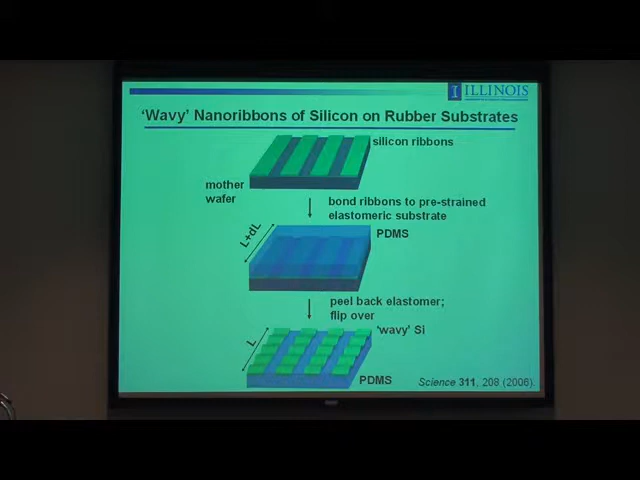 I ILLINOIS
'Wavy' Nanoribbons of Silicon on Rubber Substrates
silicon ribbons
mother
wafer
bond ribbons to pre-strained
elastomeric substrate
L+dL
PDMS
peel back elastomer;
flip over
'wavy' Si
L
PDMS
Science 311, 208 (2006).